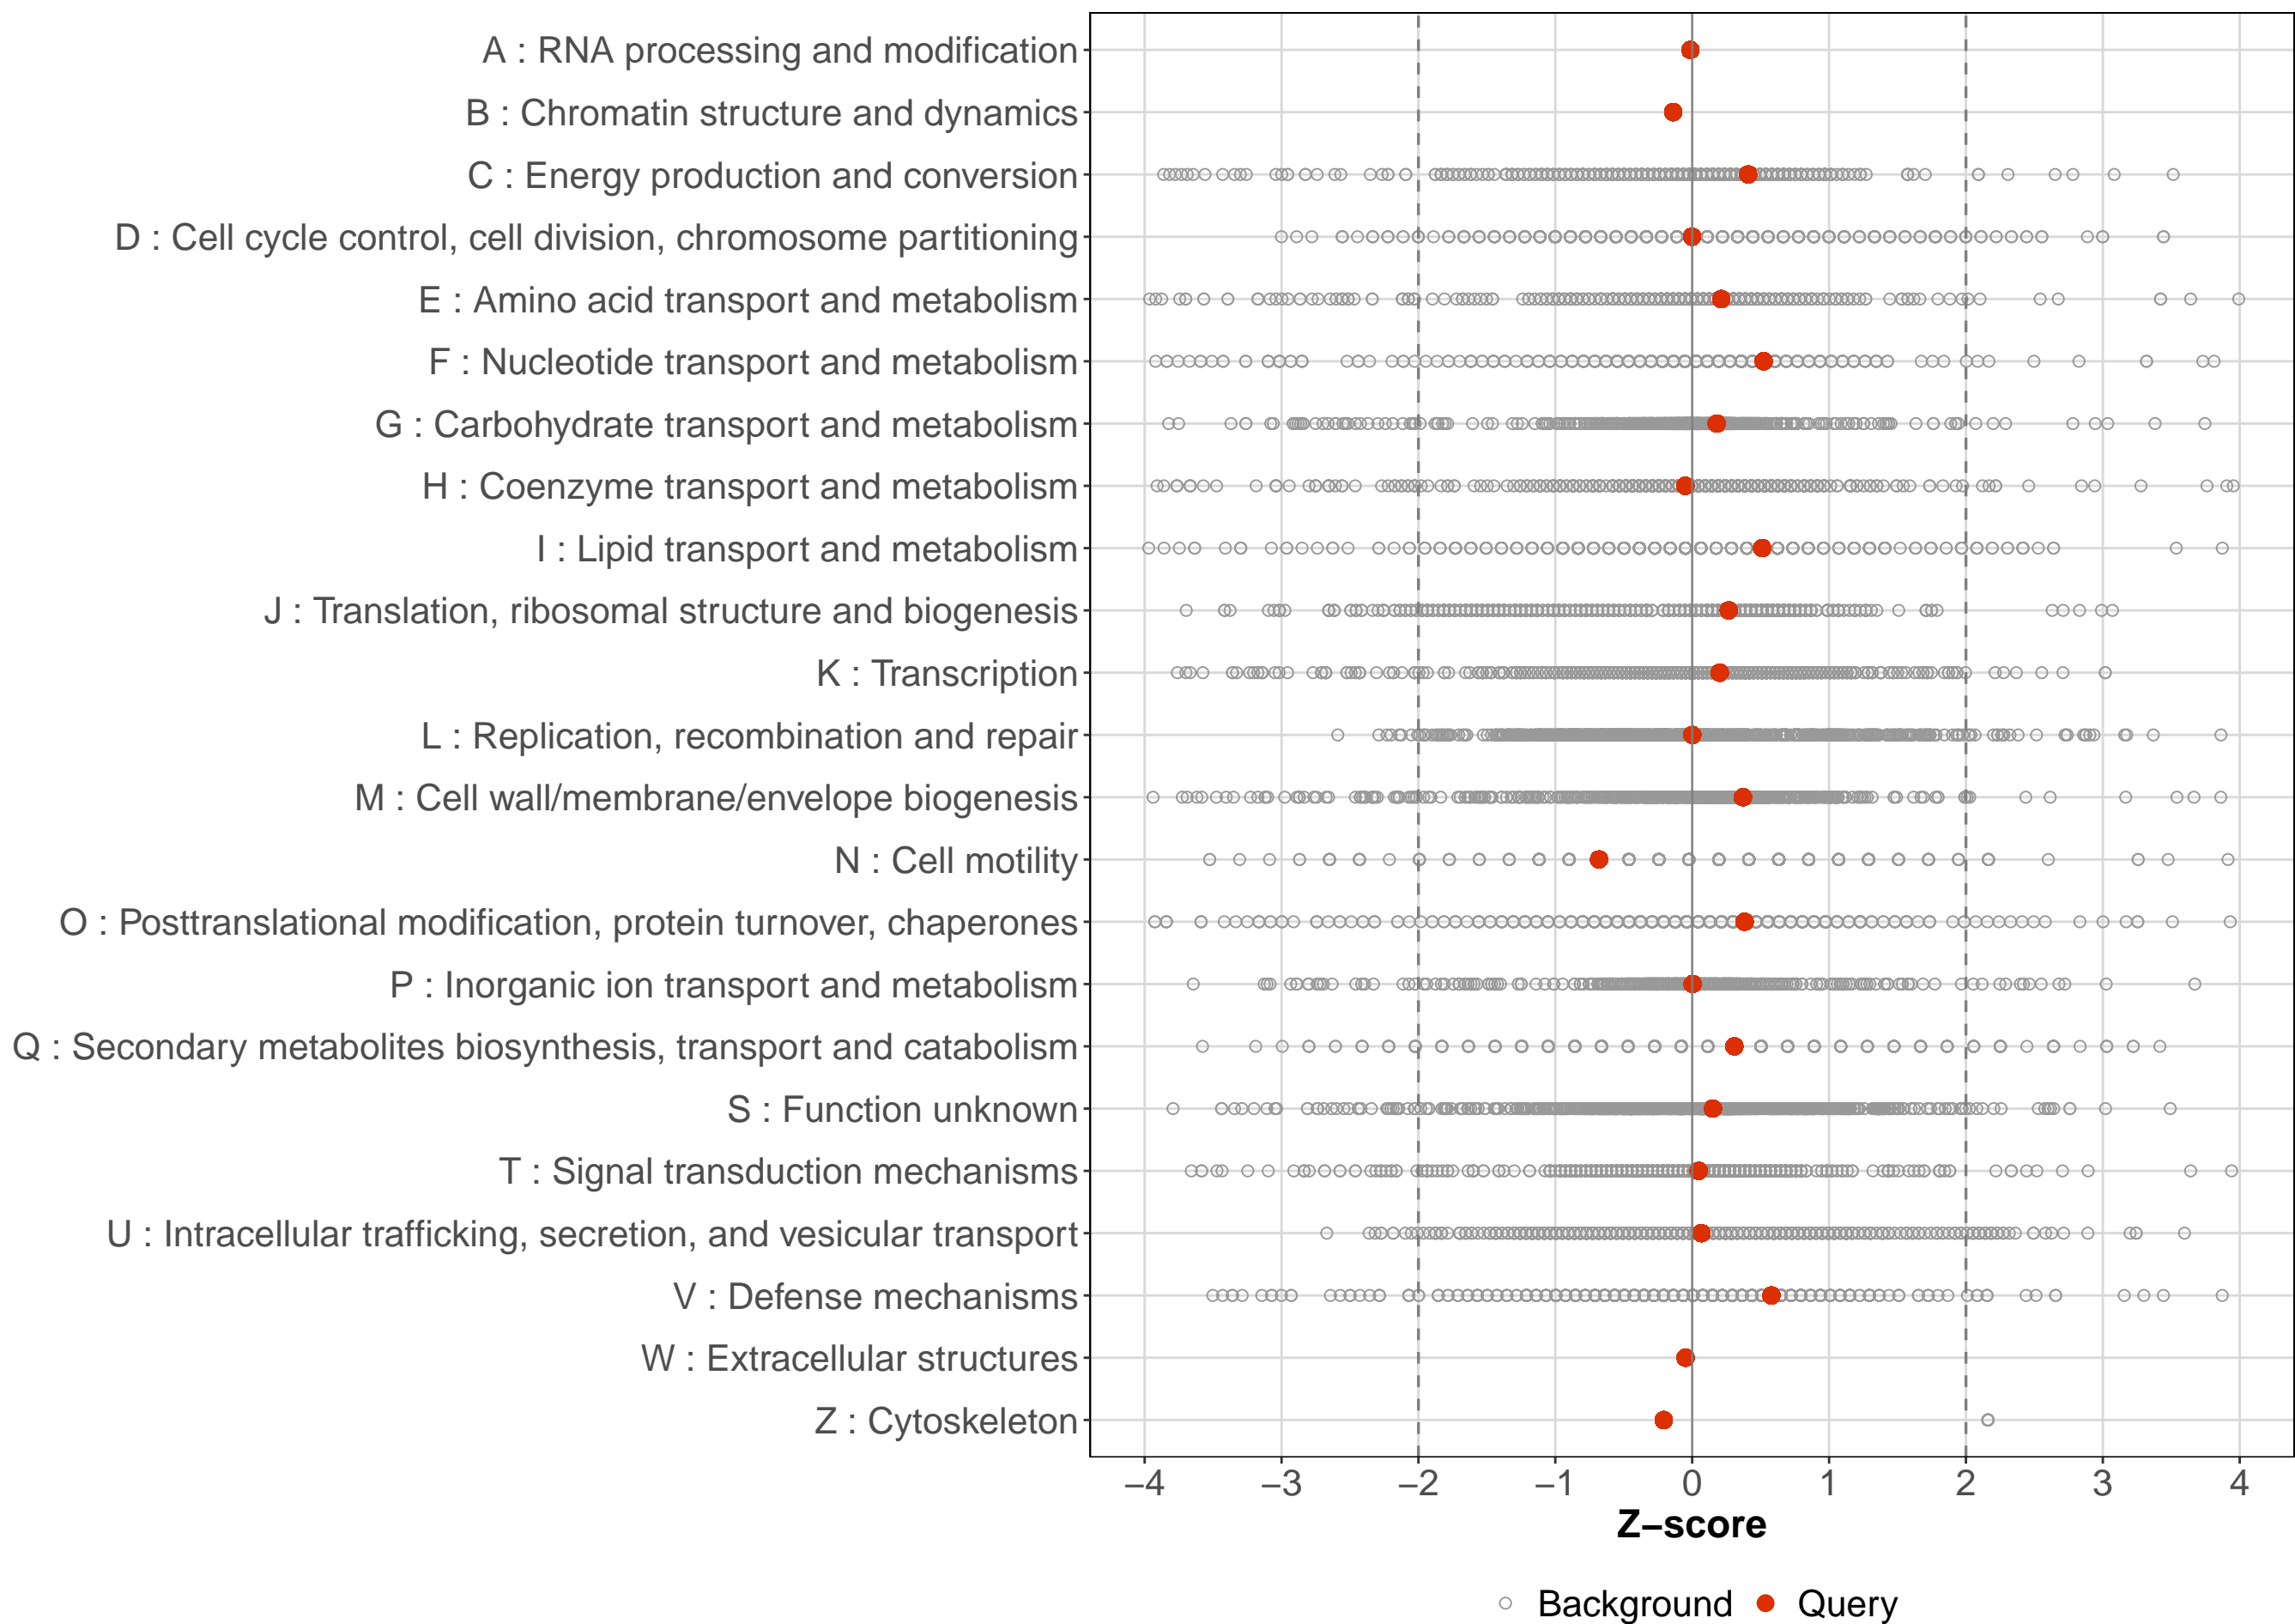 A : RNA processing and modification
B : Chromatin structure and dynamics
C : Energy production and conversion
D : Cell cycle control, cell division, chromosome partitioning
E : Amino acid transport and metabolism
F : Nucleotide transport and metabolism
G : Carbohydrate transport and metabolism
H : Coenzyme transport and metabolism
I : Lipid transport and metabolism
J : Translation, ribosomal structure and biogenesis
K : Transcription
L : Replication, recombination and repair
M : Cell wall/membrane/envelope biogenesis
N : Cell motility
O : Posttranslational modification, protein turnover, chaperones
P : Inorganic ion transport and metabolism
Q : Secondary metabolites biosynthesis, transport and catabolism
S : Function unknown
T : Signal transduction mechanisms
U : Intracellular trafficking, secretion, and vesicular transport
V : Defense mechanisms
W : Extracellular structures
Z : Cytoskeleton
−4 −3 −2 −1 0 1 2 3 4
Z−score
Background Query